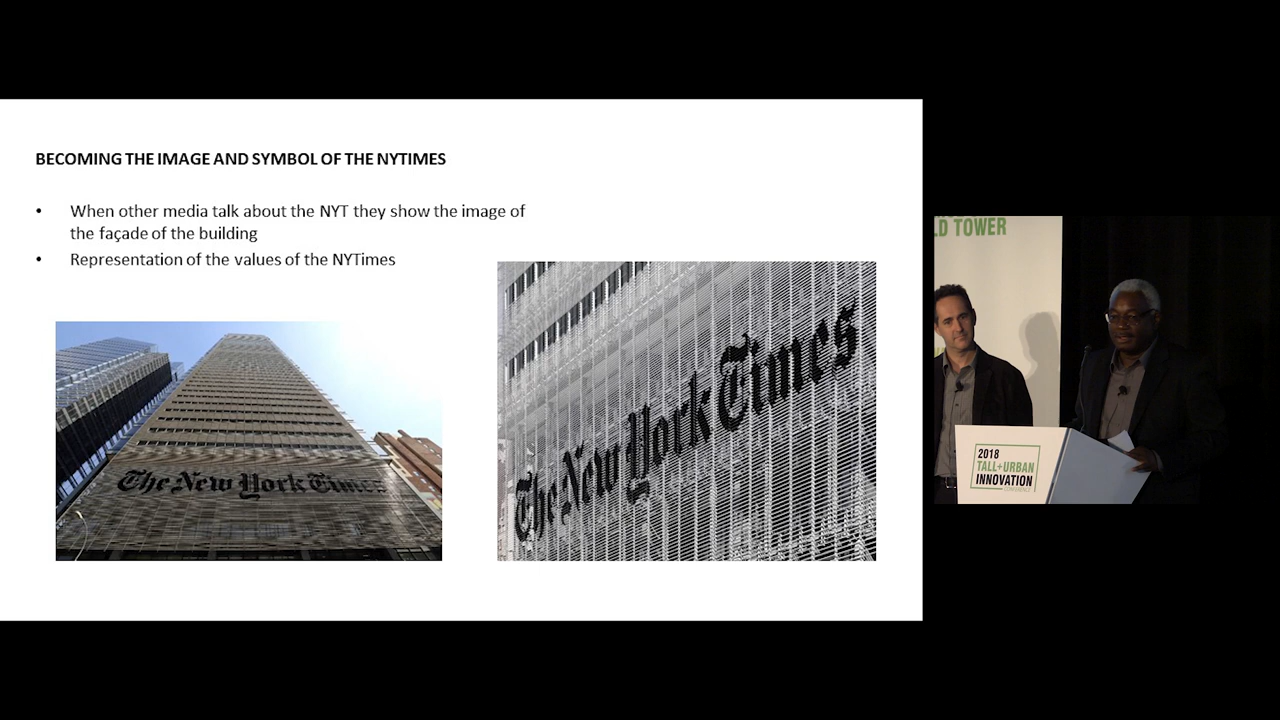 BECOMING THE IMAGE AND SYMBOL OF THE NYTIMES
• When other media talk about the NYT they show the image of
the façade of the building
• Representation of the values of the NYTimes
The New York Times
The New York Times
LD TOWER
2018
TALL+URBAN
INNOVATION
CONFERENCE